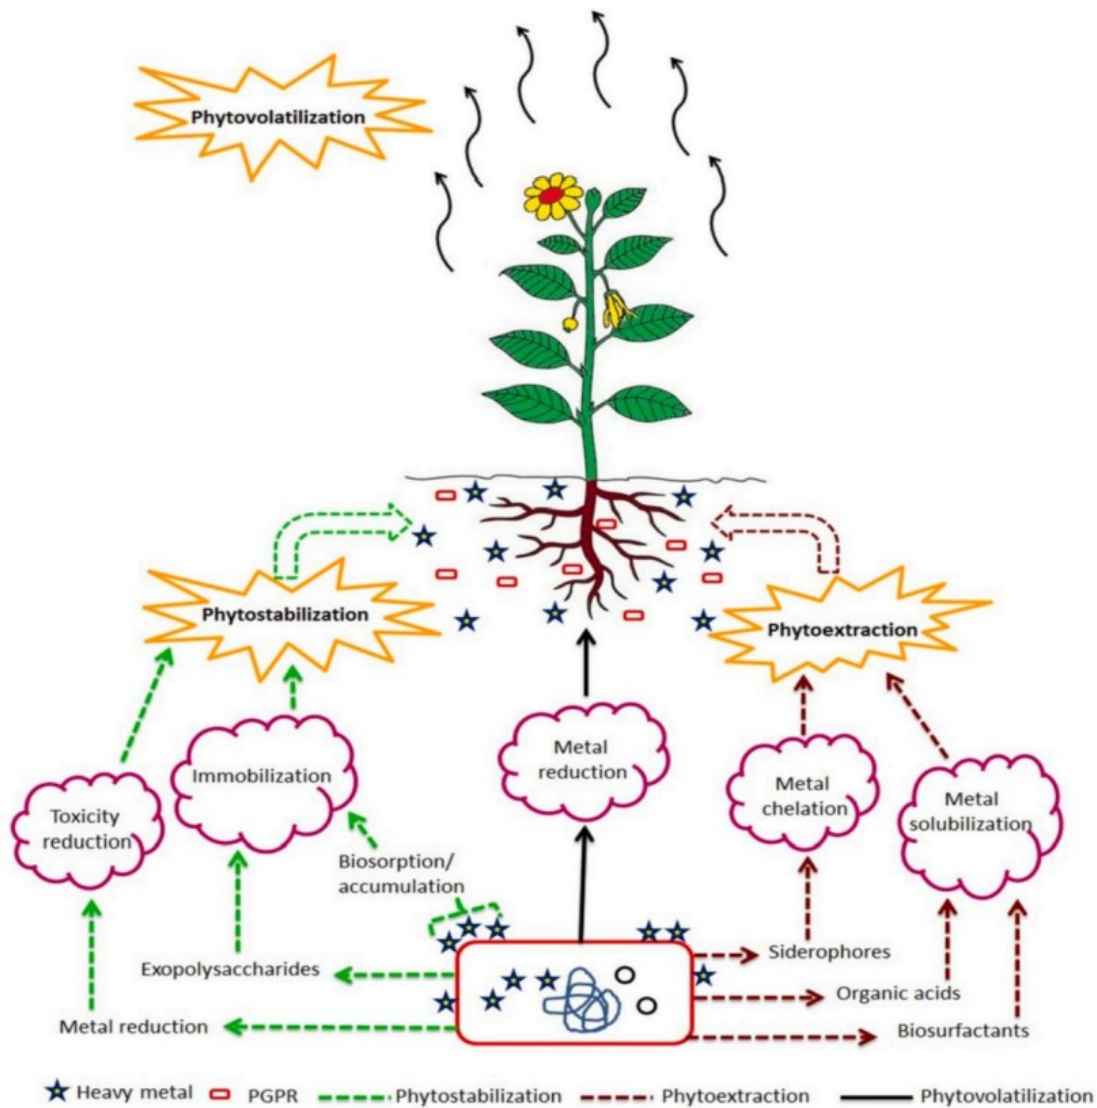 Phytovolatilization
Phytostabilization
Phytoextraction
Metal
reduction
Immobilization
Toxicity
reduction
Metal
chelation
Metal
solubilization
Biosorption/
accumulation
Exopolysaccharides
Metal reduction
Siderophores
Organic acids
Biosurfactants
Heavy metal PGPR Phytostabilization Phytoextraction Phytovolatilization